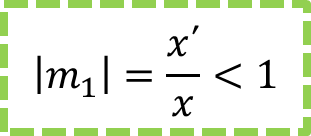 |m₁| = x′/x < 1